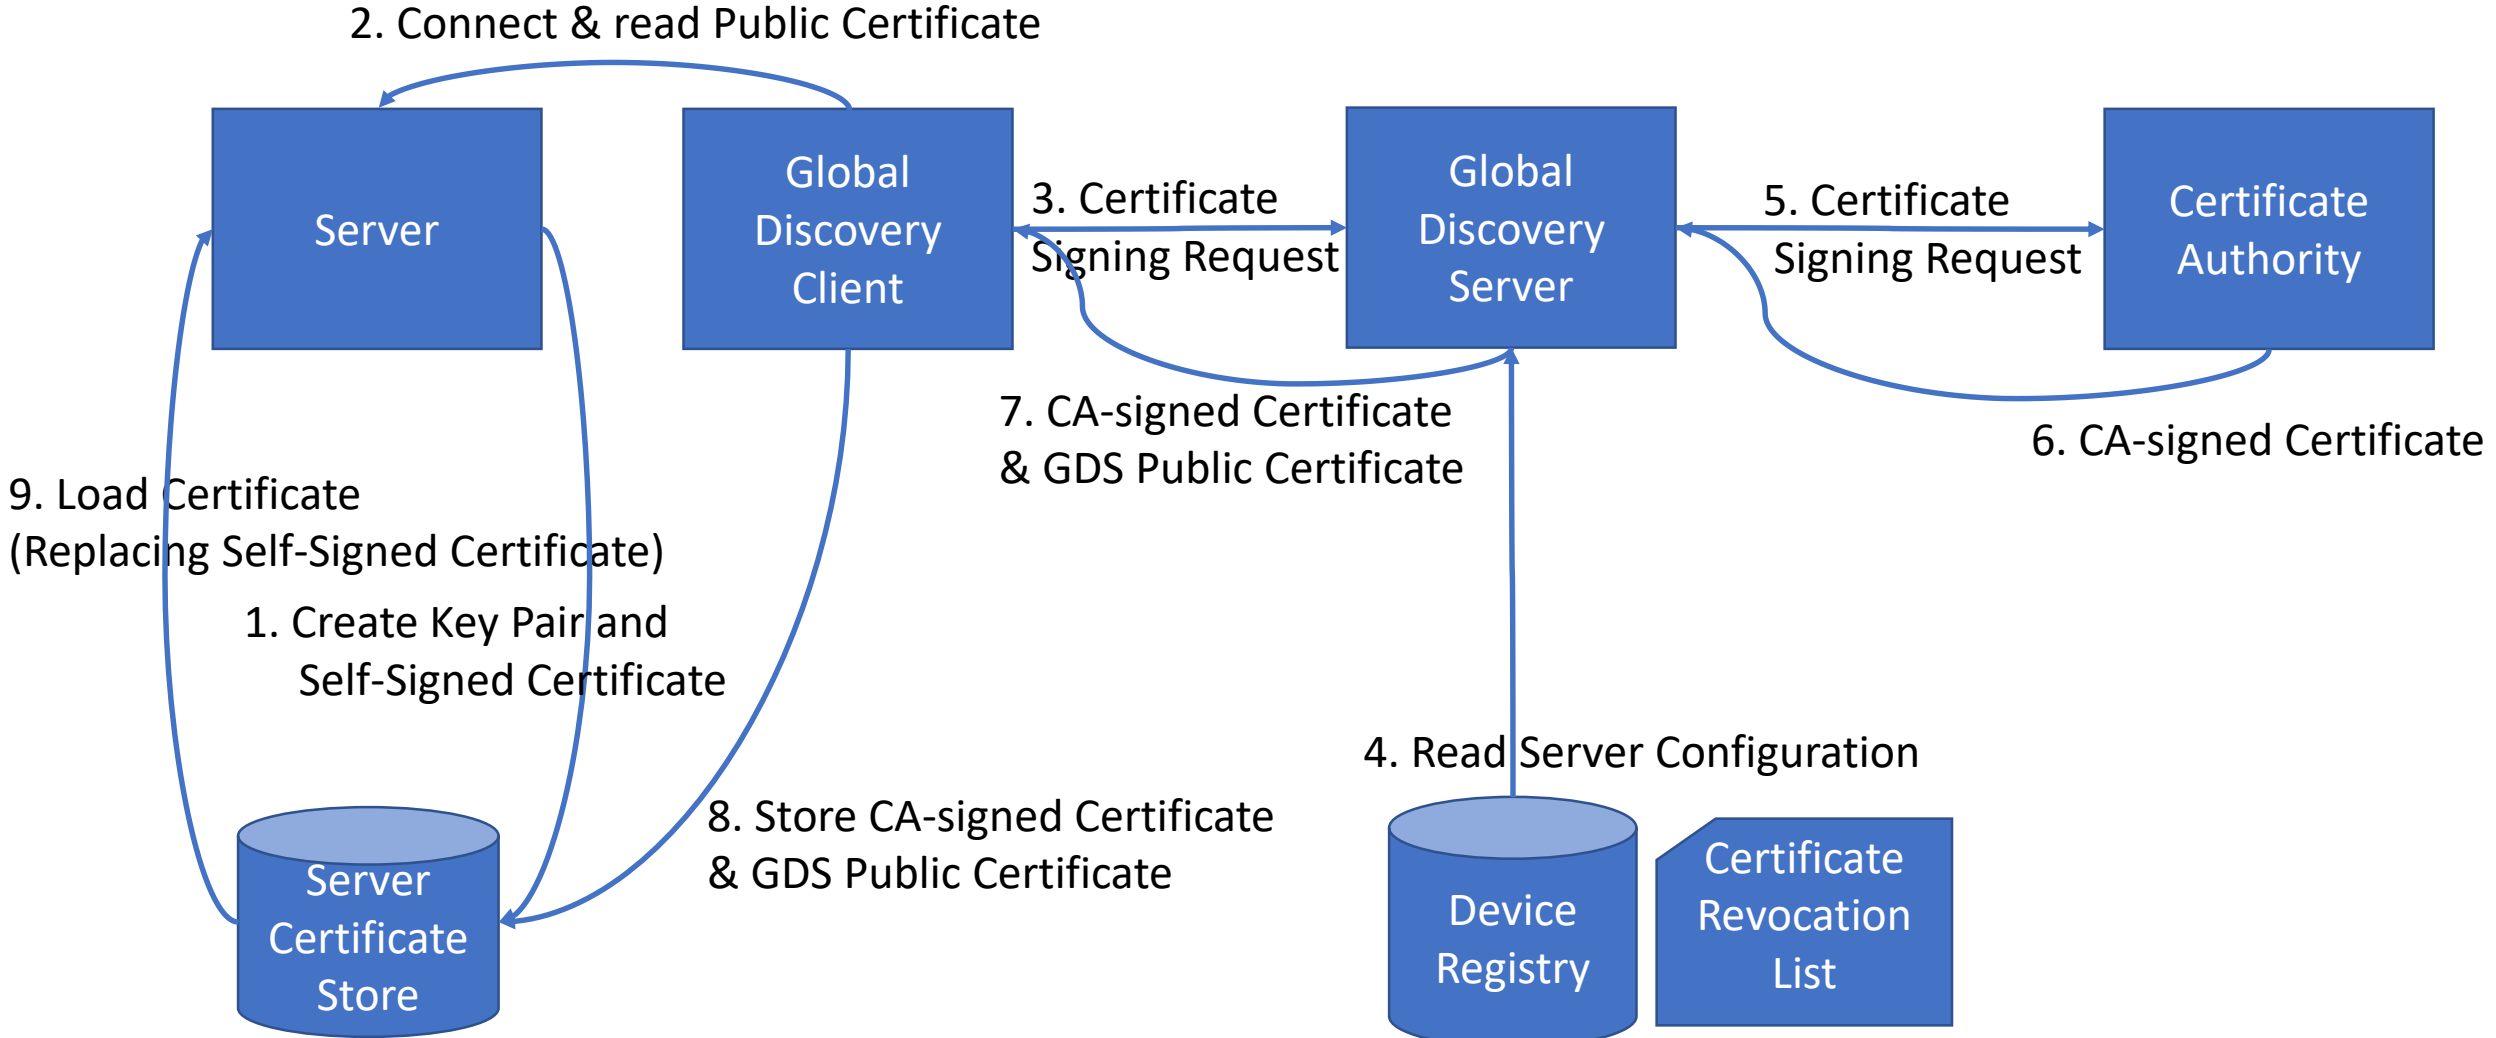 2. Connect & read Public Certificate
Server
Global
Discovery
Client
3. Certificate
Signing Request
Global
Discovery
Server
5. Certificate
Signing Request
Certificate
Authority
7. CA-signed Certificate
& GDS Public Certificate
6. CA-signed Certificate
9. Load Certificate
(Replacing Self-Signed Certificate)
1. Create Key Pair and
Self-Signed Certificate
4. Read Server Configuration
8. Store CA-signed Certificate
& GDS Public Certificate
Server
Certificate
Store
Device
Registry
Certificate
Revocation
List